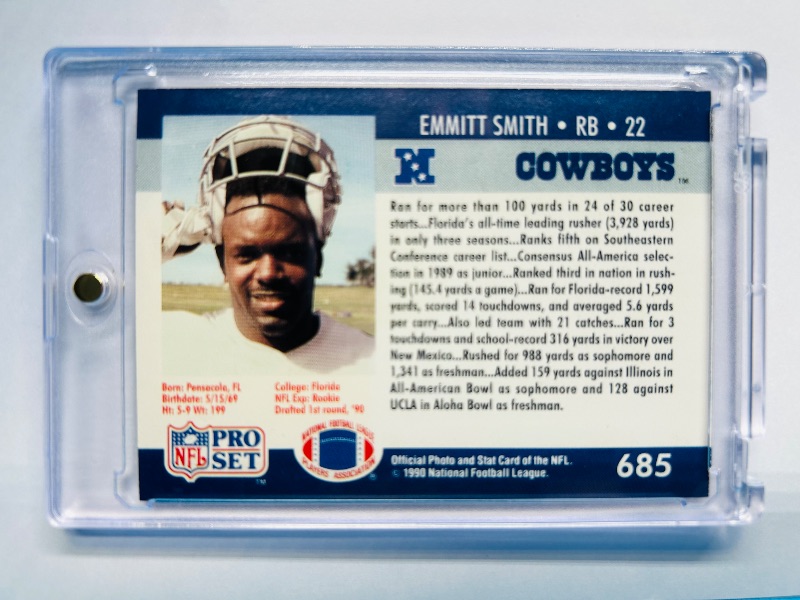 EMMITT SMITH • RB • 22
N
COWBOYS™
Ran for more than 100 yards in 24 of 30 career
starts...Florida's all-time leading rusher (3,928 yards)
in only three seasons...Ranks fifth on Southeastern
Conference career list...Consensus All-America selec-
tion in 1989 as junior...Ranked third in nation in rush-
ing (145.4 yards a game)...Ran for Florida-record 1,599
yards, scored 14 touchdowns, and averaged 5.6 yards
per carry...Also led team with 21 catches...Ran for 3
touchdowns and school-record 316 yards in victory over
New Mexico...Rushed for 988 yards as sophomore and
1,341 as freshman...Added 159 yards against Illinois in
All-American Bowl as sophomore and 128 against
UCLA in Aloha Bowl as freshman.
Born: Pensacola, FL
Birthdate: 5/15/69
Ht: 5-9 Wt: 199
College: Florida
NFL Exp: Rookie
Drafted 1st round, '90
NFL
PRO
SET
™
NATIONAL FOOTBALL LEAGUE
PLAYERS ASSOCIATION
®
Official Photo and Stat Card of the NFL.
© 1990 National Football League.
685